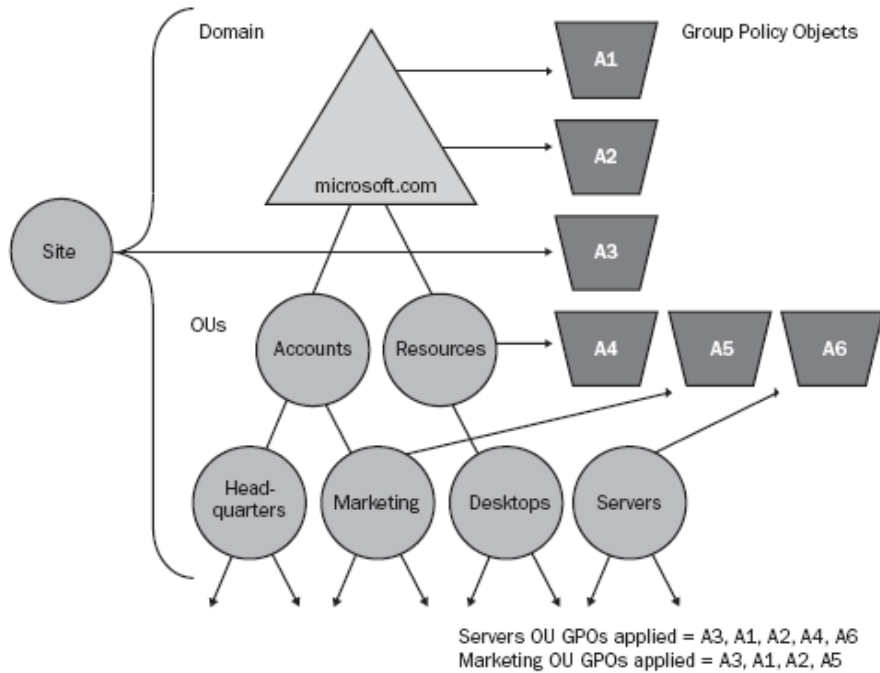 Domain
Group Policy Objects
A1
A2
microsoft.com
Site
A3
OUs
Accounts
Resources
A4
A5
A6
Head-
quarters
Marketing
Desktops
Servers
Servers OU GPOs applied = A3, A1, A2, A4, A6
Marketing OU GPOs applied = A3, A1, A2, A5